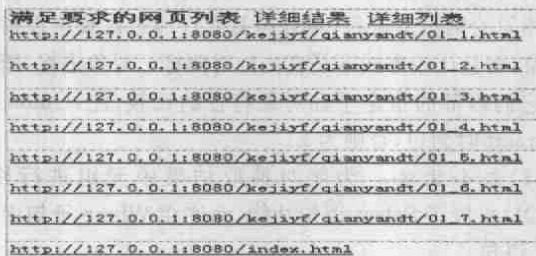 满足要求的网页列表 详细结果 详细列表
http://127.0.0.1:8080/kejiyf/qianyandt/01_1.html
http://127.0.0.1:8080/kejiyf/qianyandt/01_2.html
http://127.0.0.1:8080/kejiyf/qianyandt/01_3.html
http://127.0.0.1:8080/kejiyf/qianyandt/01_4.html
http://127.0.0.1:8080/kejiyf/qianyandt/01_5.html
http://127.0.0.1:8080/kejiyf/qianyandt/01_6.html
http://127.0.0.1:8080/kejiyf/qianyandt/01_7.html
http://127.0.0.1:8080/index.html